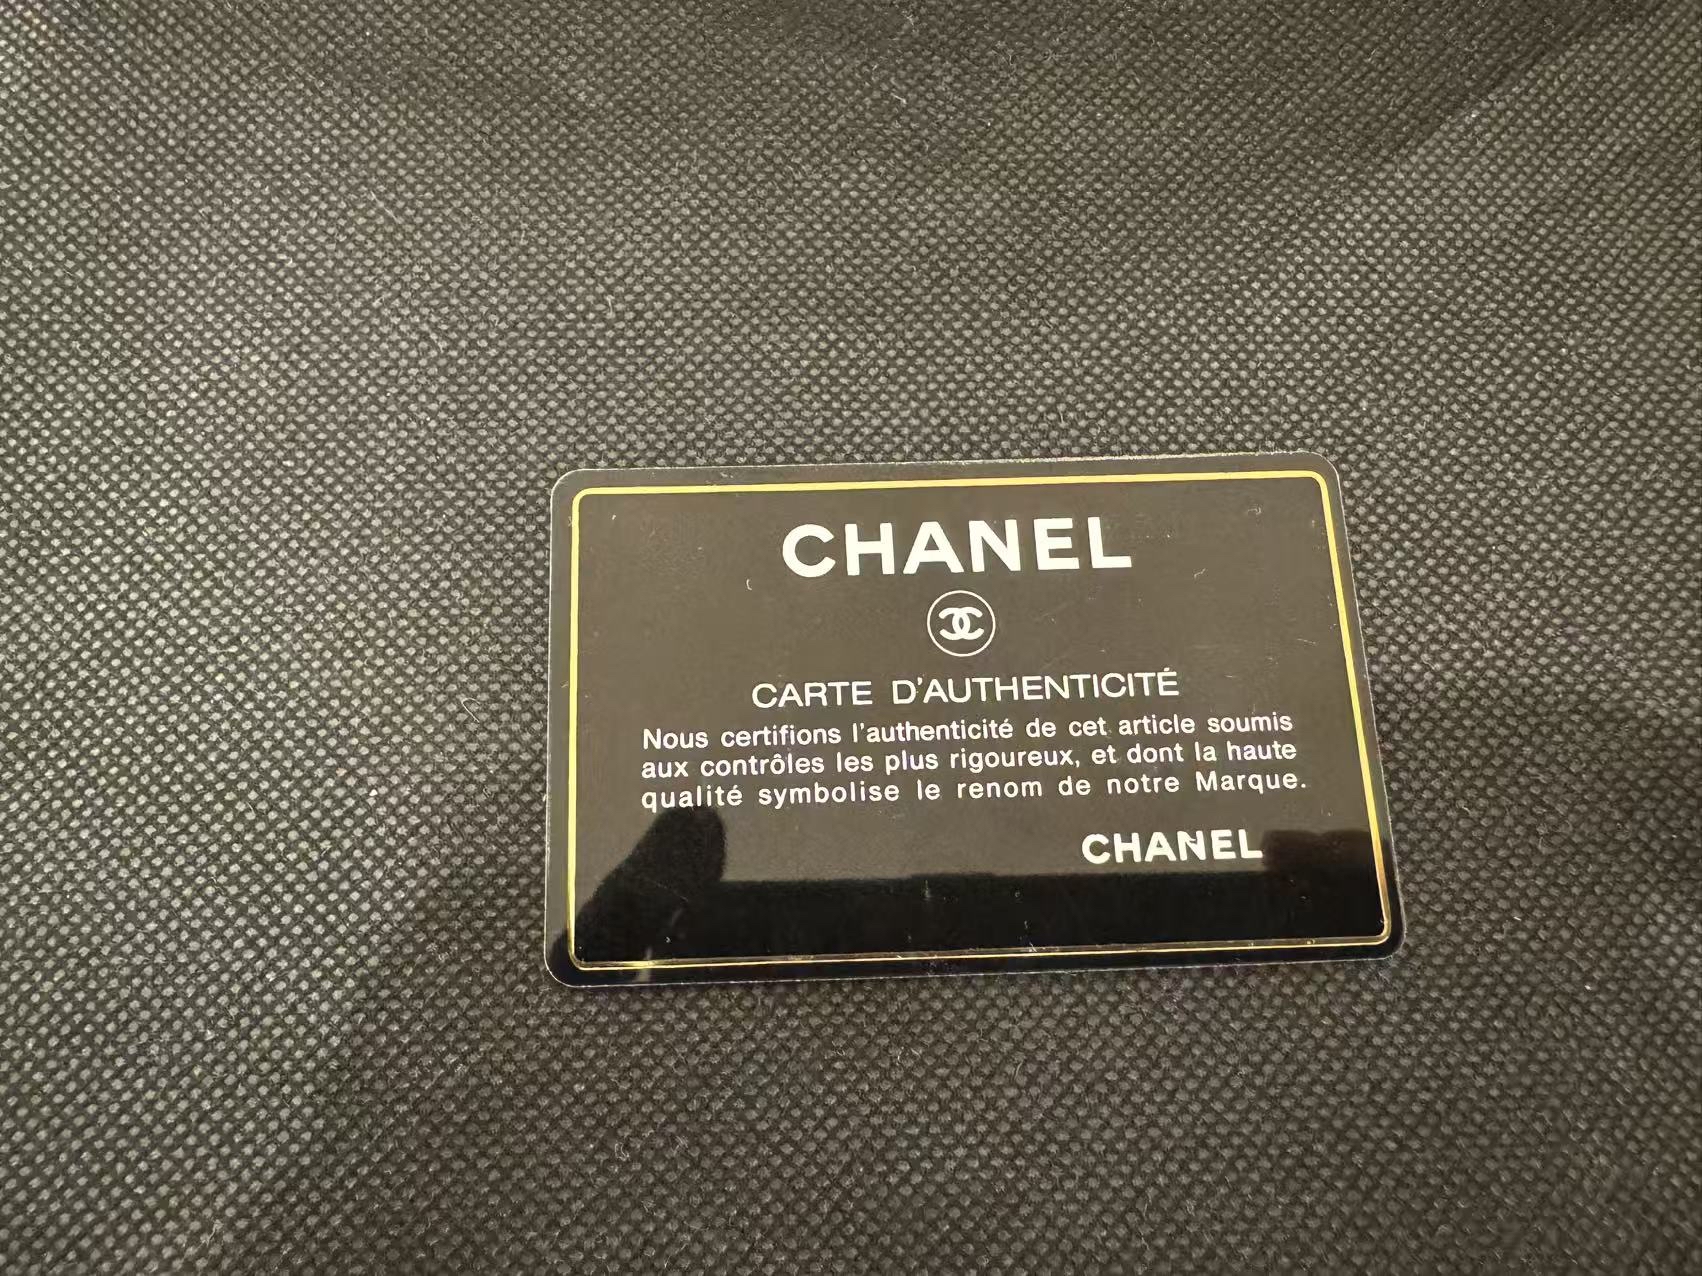 CHANEL
CARTE D'AUTHENTICITÉ
Nous certifions l'authenticité de cet article soumis
aux contrôles les plus rigoureux, et dont la haute
qualité symbolise le renom de notre Marque.
CHANEL